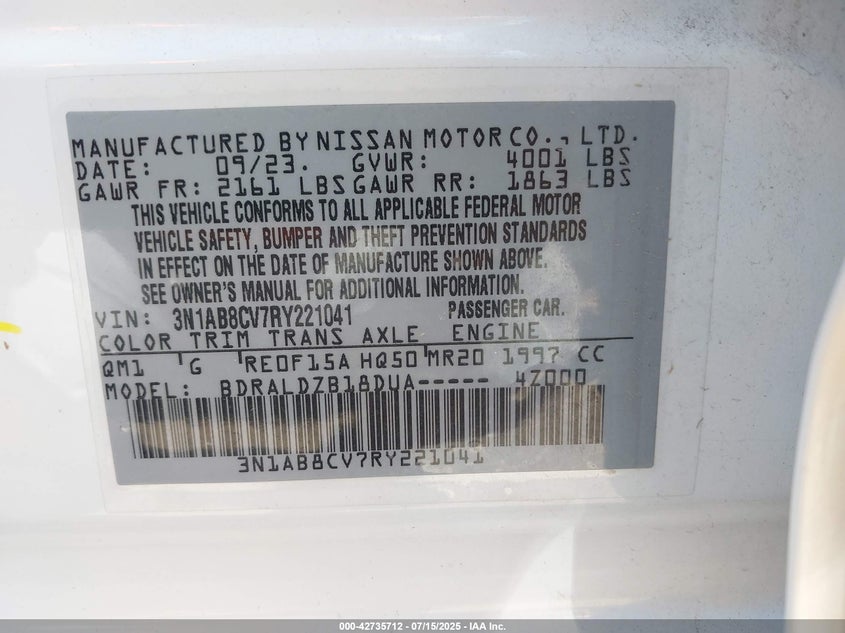 MANUFACTURED BY NISSAN MOTOR CO., LTD.
DATE: 09/23. GVWR: 4001 LBS
GAWR FR: 2161 LBS GAWR RR: 1863 LBS
THIS VEHICLE CONFORMS TO ALL APPLICABLE FEDERAL MOTOR
VEHICLE SAFETY, BUMPER AND THEFT PREVENTION STANDARDS
IN EFFECT ON THE DATE OF MANUFACTURE SHOWN ABOVE.
SEE OWNER'S MANUAL FOR ADDITIONAL INFORMATION.
VIN: 3N1AB8CV7RY221041 PASSENGER CAR.
COLOR TRIM TRANS AXLE ENGINE
QM1 G RE0F15A HQ50 MR20 1997 CC
MODEL: BDRALDZB18DUA----- 4Z000
3N1AB8CV7RY221041
000-42735712 - 07/15/2025 - IAA Inc.